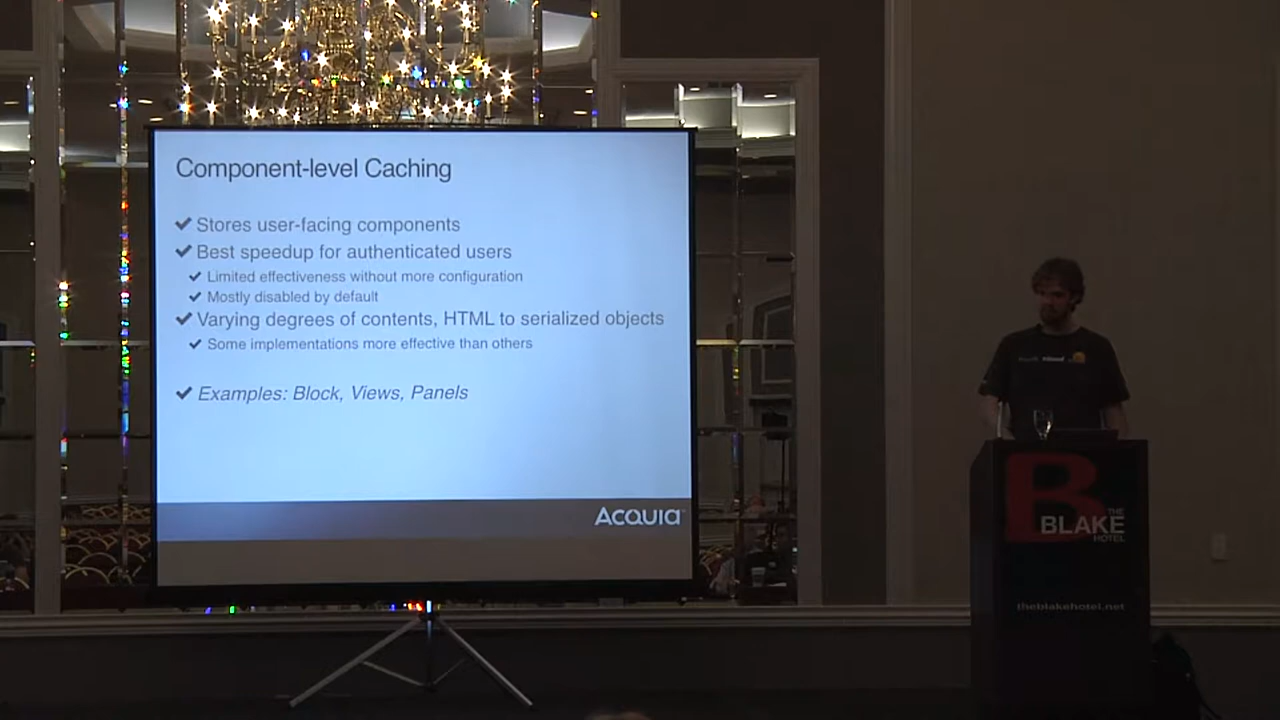 Component-level Caching
Stores user-facing components
Best speedup for authenticated users
Limited effectiveness without more configuration
Mostly disabled by default
Varying degrees of contents, HTML to serialized objects
Some implementations more effective than others
Examples: Block, Views, Panels
ACQUIA
B
THE
BLAKE
HOTEL
theblakehotel.net